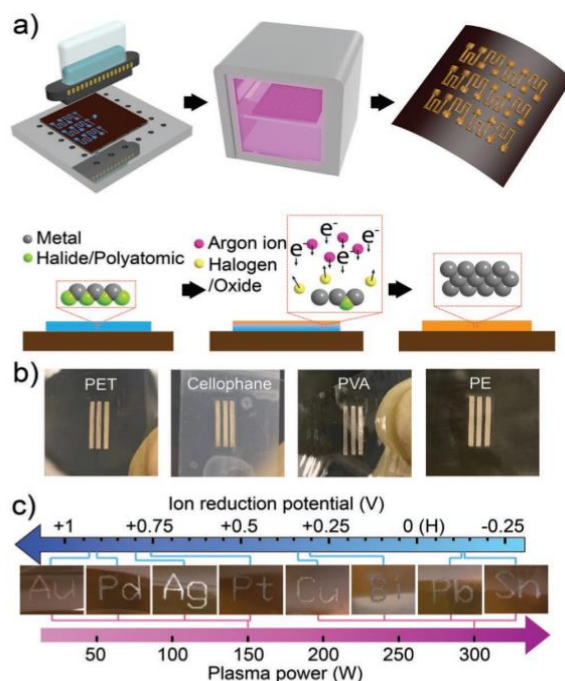 a)
e⁻
e⁻ e⁻
e⁻ e⁻
Metal
Halide/Polyatomic
Argon ion
Halogen
/Oxide
b)
PET Cellophane PVA PE
c)
Ion reduction potential (V)
+1 +0.75 +0.5 +0.25 0 (H) -0.25
Au Pd Ag Pt Cu Bi Pb Sn
50 100 150 200 250 300
Plasma power (W)